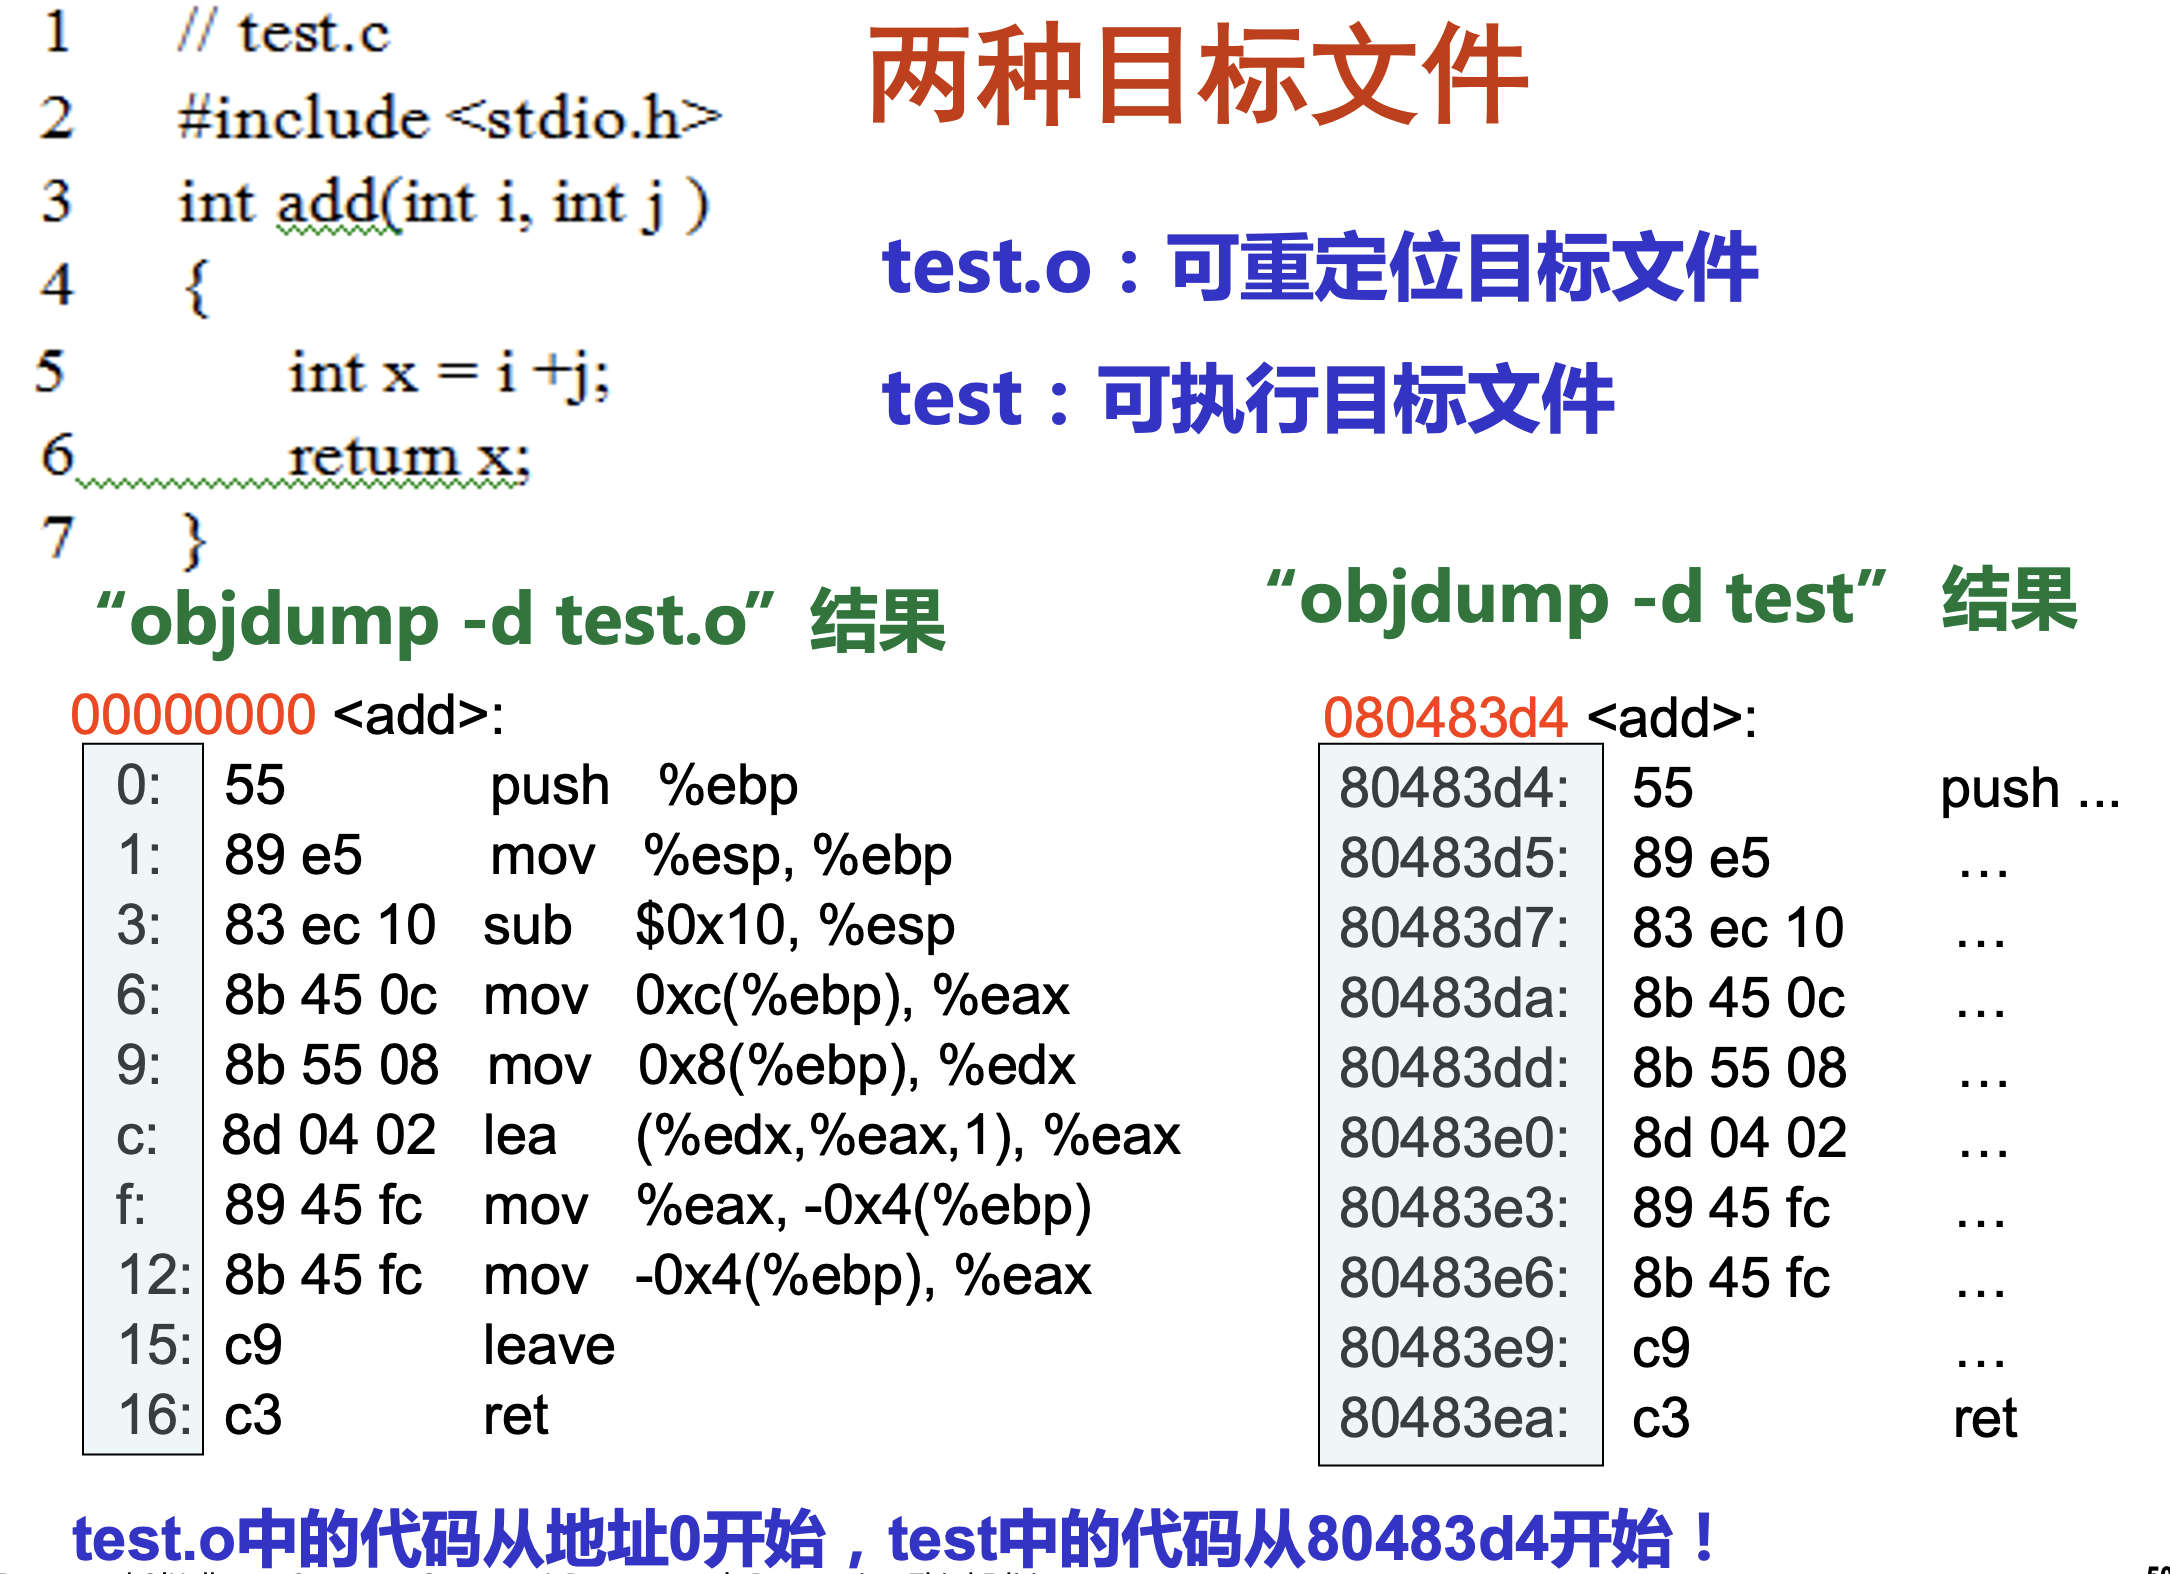 1 // test.c
2 #include <stdio.h>
3 int add(int i, int j )
4 {
5 int x = i +j;
6 return x;
7 }
两种目标文件
test.o：可重定位目标文件
test：可执行目标文件
“objdump -d test.o” 结果
00000000 <add>:
0: 55 push %ebp
1: 89 e5 mov %esp, %ebp
3: 83 ec 10 sub $0x10, %esp
6: 8b 45 0c mov 0xc(%ebp), %eax
9: 8b 55 08 mov 0x8(%ebp), %edx
c: 8d 04 02 lea (%edx,%eax,1), %eax
f: 89 45 fc mov %eax, -0x4(%ebp)
12: 8b 45 fc mov -0x4(%ebp), %eax
15: c9 leave
16: c3 ret
“objdump -d test” 结果
080483d4 <add>:
80483d4: 55 push ...
80483d5: 89 e5 ...
80483d7: 83 ec 10 ...
80483da: 8b 45 0c ...
80483dd: 8b 55 08 ...
80483e0: 8d 04 02 ...
80483e3: 89 45 fc ...
80483e6: 8b 45 fc ...
80483e9: c9 ...
80483ea: c3 ret
test.o中的代码从地址0开始，test中的代码从80483d4开始！